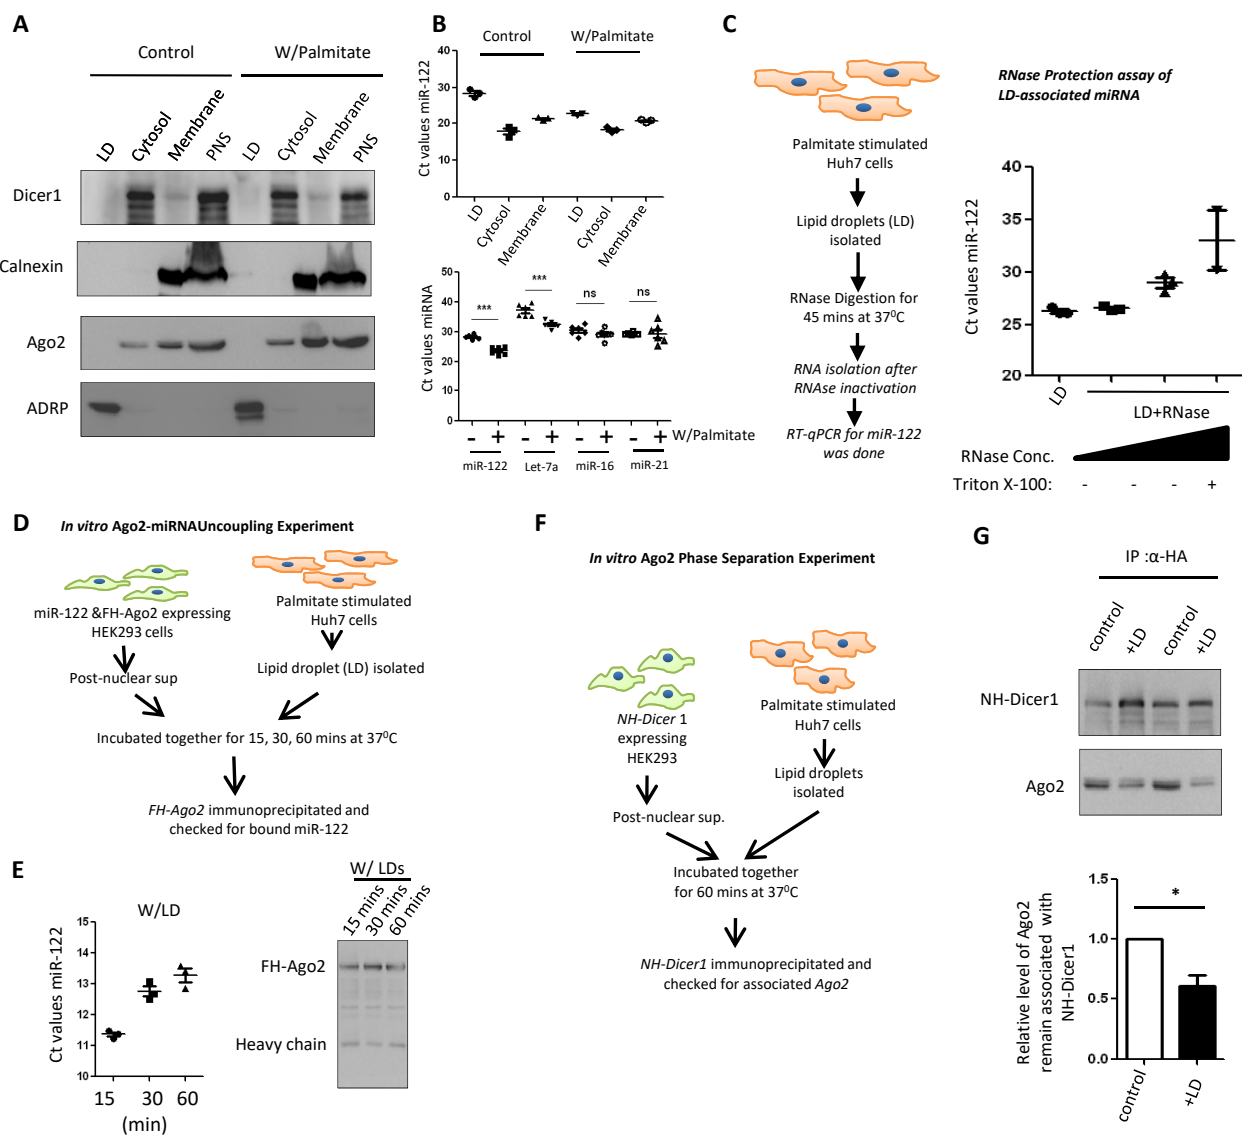 A
Control
W/Palmitate
LD
Cytosol
Membrane
PNS
LD
Cytosol
Membrane
PNS
Dicer1
Calnexin
Ago2
ADRP
B
Control
W/Palmitate
Ct values miR-122
40
30
20
10
0
LD
Cytosol
Membrane
LD
Cytosol
Membrane
Ct values miRNA
50
40
30
20
10
0
***
***
ns
ns
- + - + - + - + W/Palmitate
miR-122 Let-7a miR-16 miR-21
C
Palmitate stimulated
Huh7 cells
Lipid droplets (LD)
isolated
RNase Digestion for
45 mins at 37⁰C
RNA isolation after
RNAse inactivation
RT-qPCR for miR-122
was done
RNase Protection assay of
LD-associated miRNA
Ct values miR-122
40
35
30
25
20
LD
LD+RNase
RNase Conc.
Triton X-100: - - - +
D
In vitro Ago2-miRNAUncoupling Experiment
miR-122 &FH-Ago2 expressing
HEK293 cells
Palmitate stimulated
Huh7 cells
Post-nuclear sup
Lipid droplet (LD) isolated
Incubated together for 15, 30, 60 mins at 37⁰C
FH-Ago2 immunoprecipitated and
checked for bound miR-122
E
W/LD
Ct values miR-122
15
14
13
12
11
10
15 30 60
(min)
W/ LDs
15 mins
30 mins
60 mins
FH-Ago2
Heavy chain
F
In vitro Ago2 Phase Separation Experiment
NH-Dicer 1
expressing
HEK293
Palmitate stimulated
Huh7 cells
Lipid droplets
isolated
Post-nuclear sup.
Incubated together
for 60 mins at 37⁰C
NH-Dicer1 immunoprecipitated and
checked for associated Ago2
G
IP :α-HA
control
+LD
control
+LD
NH-Dicer1
Ago2
Relative level of Ago2
remain associated with
NH-Dicer1
1.5
1.0
0.5
0.0
*
control
+LD